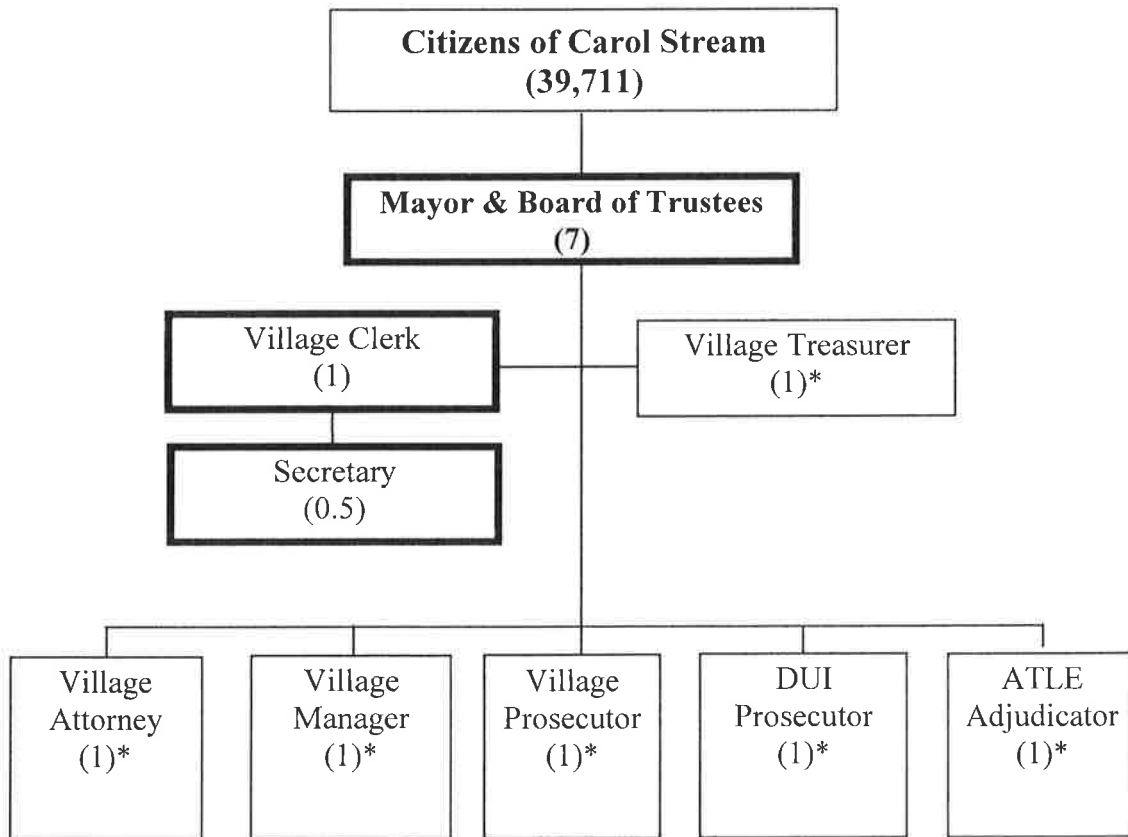 Citizens of Carol Stream
(39,711)
Mayor & Board of Trustees
(7)
Village Clerk
(1)
Village Treasurer
(1)*
Secretary
(0.5)
Village
Attorney
(1)*
Village
Manager
(1)*
Village
Prosecutor
(1)*
DUI
Prosecutor
(1)*
ATLE
Adjudicator
(1)*